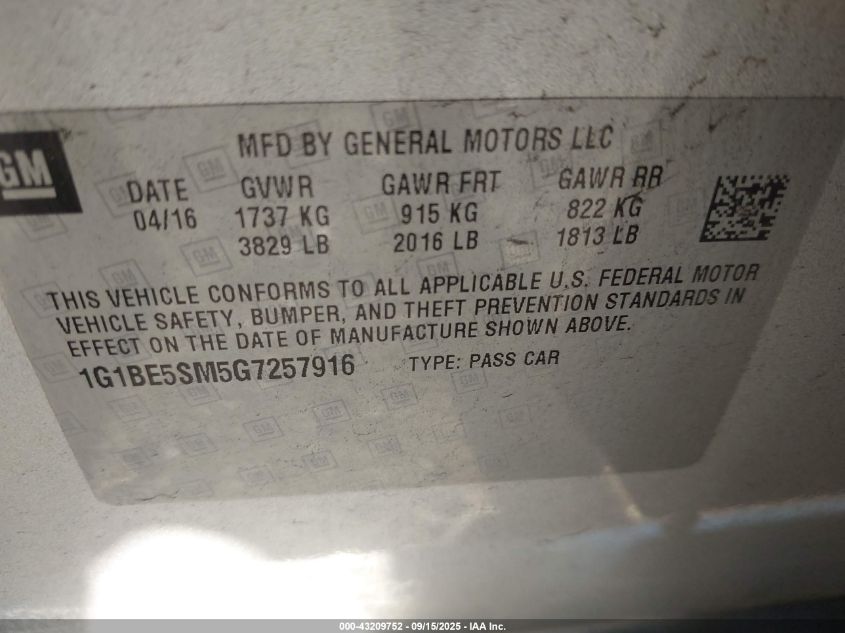 GM
MFD BY GENERAL MOTORS LLC
DATE GVWR GAWR FRT GAWR RR
04/16 1737 KG 915 KG 822 KG
3829 LB 2016 LB 1813 LB
THIS VEHICLE CONFORMS TO ALL APPLICABLE U.S. FEDERAL MOTOR
VEHICLE SAFETY, BUMPER, AND THEFT PREVENTION STANDARDS IN
EFFECT ON THE DATE OF MANUFACTURE SHOWN ABOVE.
1G1BE5SM5G7257916 TYPE: PASS CAR
000-43209752 - 09/15/2025 - IAA Inc.